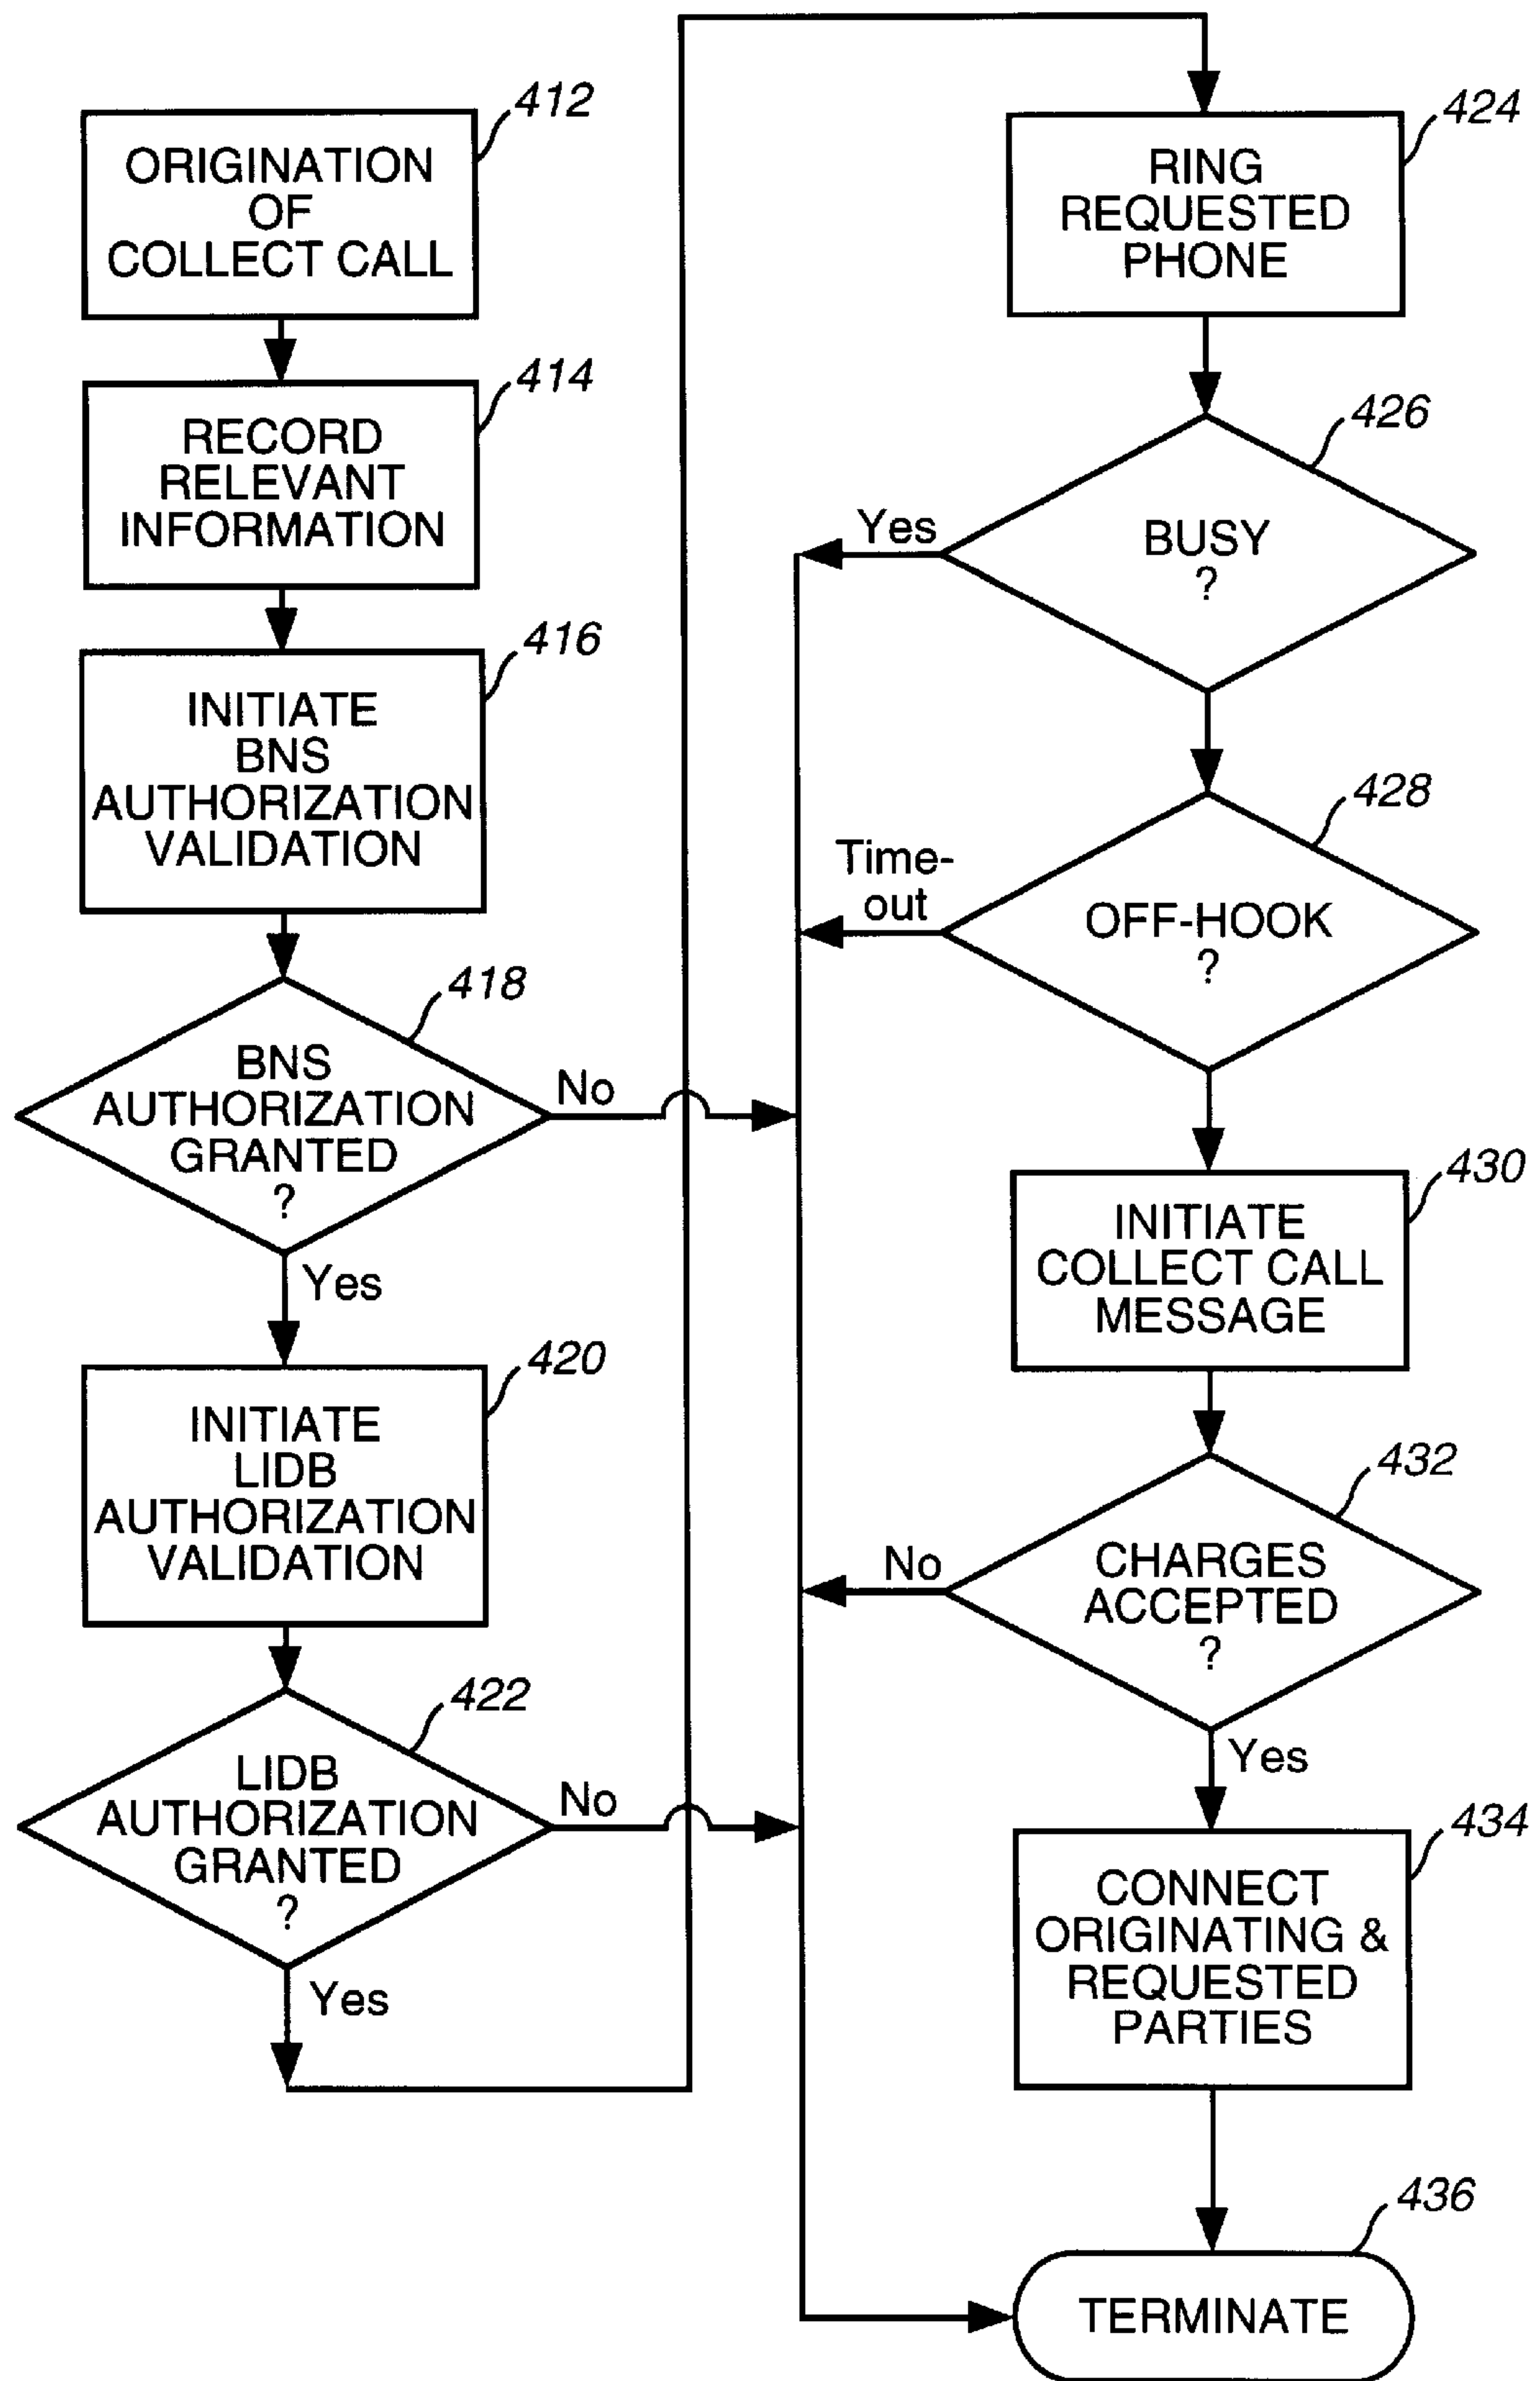 412
ORIGINATION
OF
COLLECT CALL
414
RECORD
RELEVANT
INFORMATION
416
INITIATE
BNS
AUTHORIZATION
VALIDATION
418
BNS
AUTHORIZATION
GRANTED
?
No
Yes
420
INITIATE
LIDB
AUTHORIZATION
VALIDATION
422
LIDB
AUTHORIZATION
GRANTED
?
No
Yes
424
RING
REQUESTED
PHONE
426
BUSY
?
Yes
428
OFF-HOOK
?
Time-
out
430
INITIATE
COLLECT CALL
MESSAGE
432
CHARGES
ACCEPTED
?
No
Yes
434
CONNECT
ORIGINATING &
REQUESTED
PARTIES
436
TERMINATE